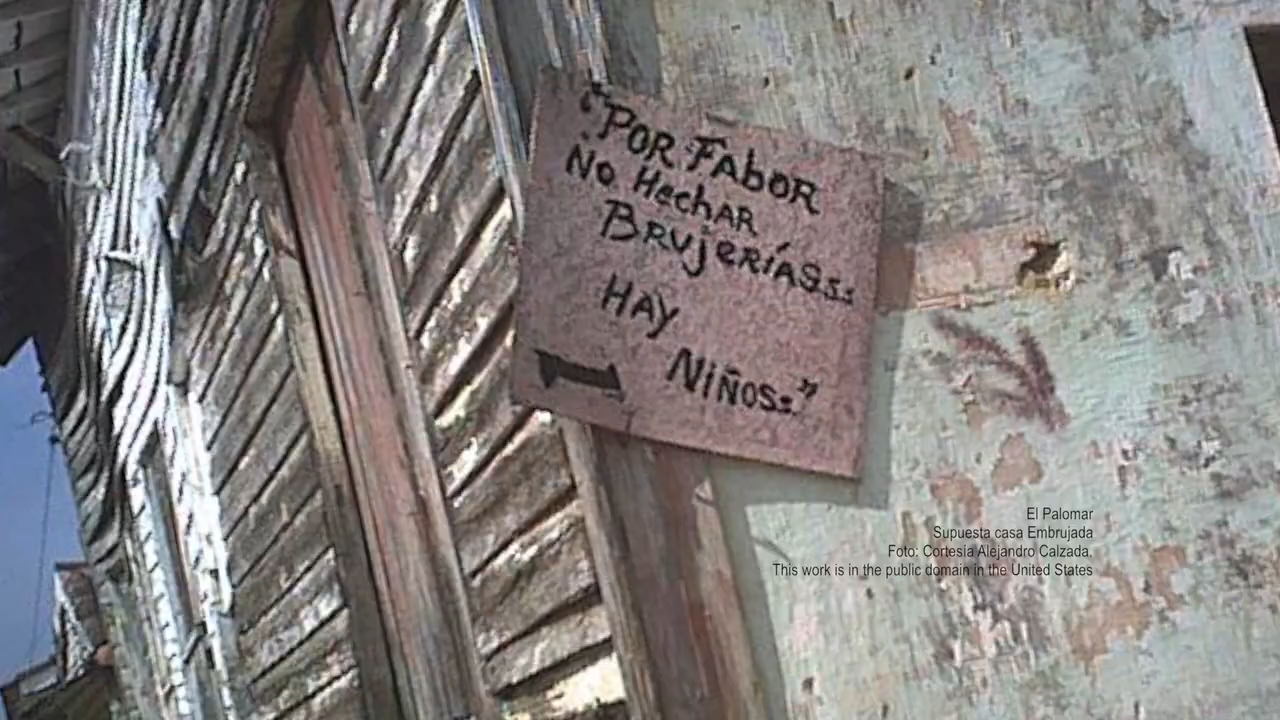 "POR FABOR
NO HecHAR
BRUjeRÍAS::
HAY
NIÑOS:"
El Palomar
Supuesta casa Embrujada
Foto: Cortesía Alejandro Calzada.
This work is in the public domain in the United States